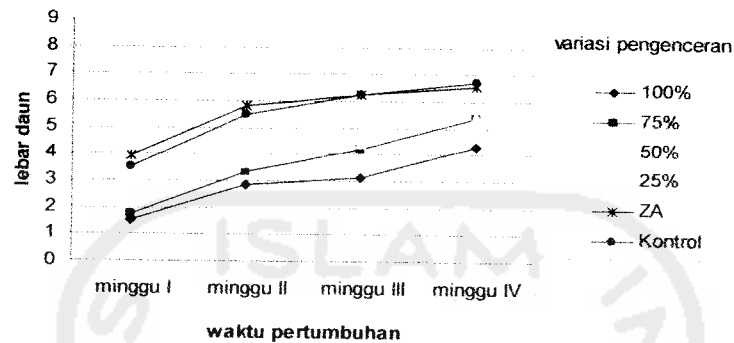 9
8
7
6
5
4
3
2
1
0
lebar daun
minggu I minggu II minggu III minggu IV
waktu pertumbuhan
variasi pengenceran
100%
75%
50%
25%
ZA
Kontrol
ISLAM